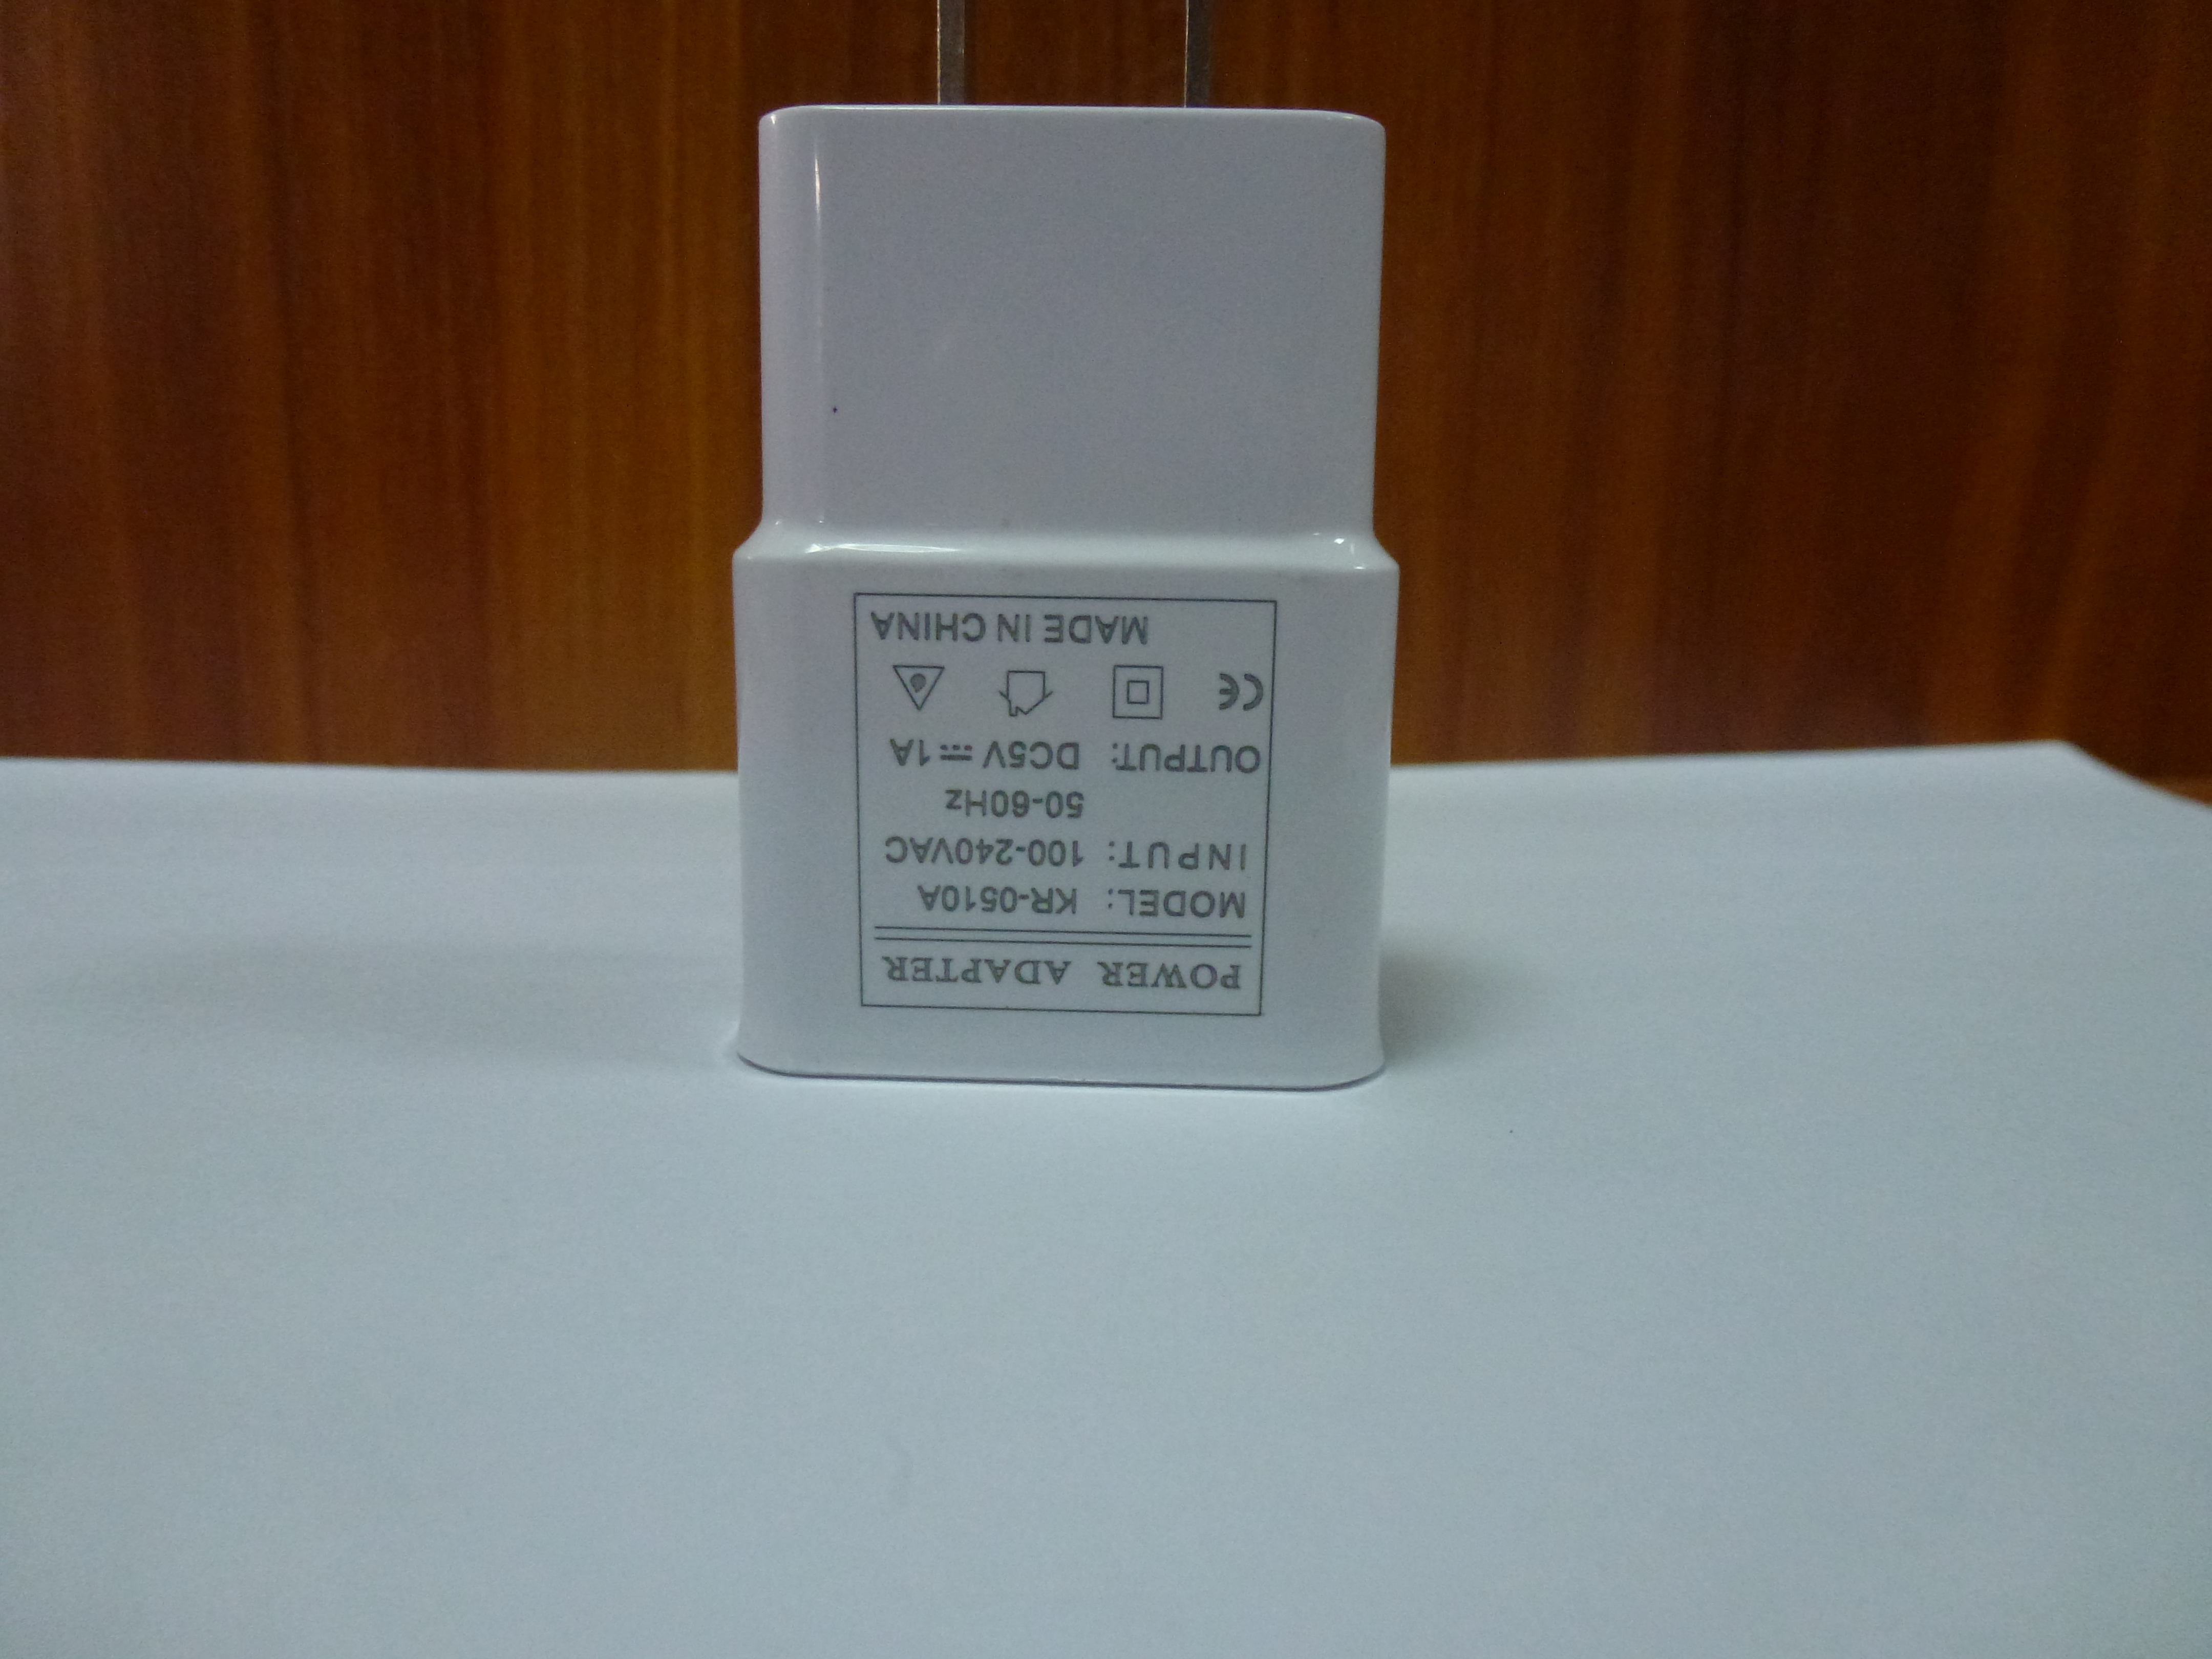 POWER ADAPTER
MODEL: KR-0510A
INPUT: 100-240VAC
50-60Hz
OUTPUT: DC5V⎓1A
CE
MADE IN CHINA